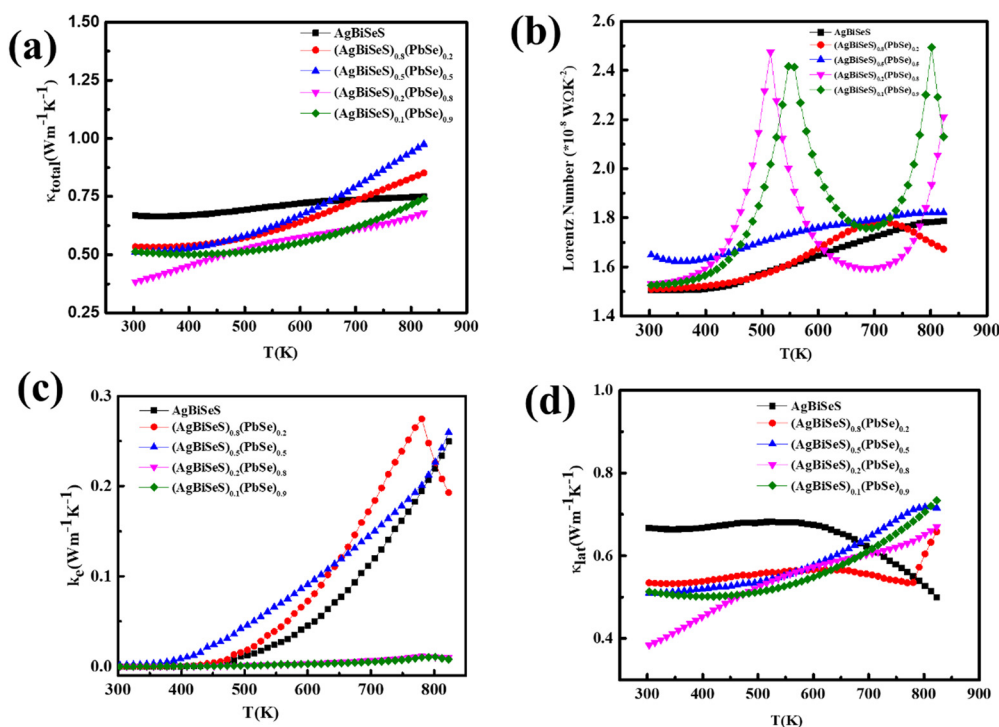 (a)
1.50
1.25
1.00
0.75
0.50
0.25
κtotal(Wm⁻¹K⁻¹)
AgBiSeS
(AgBiSeS)0.8(PbSe)0.2
(AgBiSeS)0.5(PbSe)0.5
(AgBiSeS)0.2(PbSe)0.8
(AgBiSeS)0.1(PbSe)0.9
200 300 400 500 600 700 800 900
T(K)
(b)
2.6
2.4
2.2
2.0
1.8
1.6
1.4
Lorentz Number (*10⁻⁸ WΩK⁻²)
AgBiSeS
(AgBiSeS)0.8(PbSe)0.2
(AgBiSeS)0.5(PbSe)0.5
(AgBiSeS)0.2(PbSe)0.8
(AgBiSeS)0.1(PbSe)0.9
200 300 400 500 600 700 800 900
T(K)
(c)
0.3
0.2
0.1
0.0
ke(Wm⁻¹K⁻¹)
AgBiSeS
(AgBiSeS)0.8(PbSe)0.2
(AgBiSeS)0.5(PbSe)0.5
(AgBiSeS)0.2(PbSe)0.8
(AgBiSeS)0.1(PbSe)0.9
300 400 500 600 700 800
T(K)
(d)
1.0
0.8
0.6
0.4
κlat(Wm⁻¹K⁻¹)
AgBiSeS
(AgBiSeS)0.8(PbSe)0.2
(AgBiSeS)0.5(PbSe)0.5
(AgBiSeS)0.2(PbSe)0.8
(AgBiSeS)0.1(PbSe)0.9
200 300 400 500 600 700 800 900
T(K)